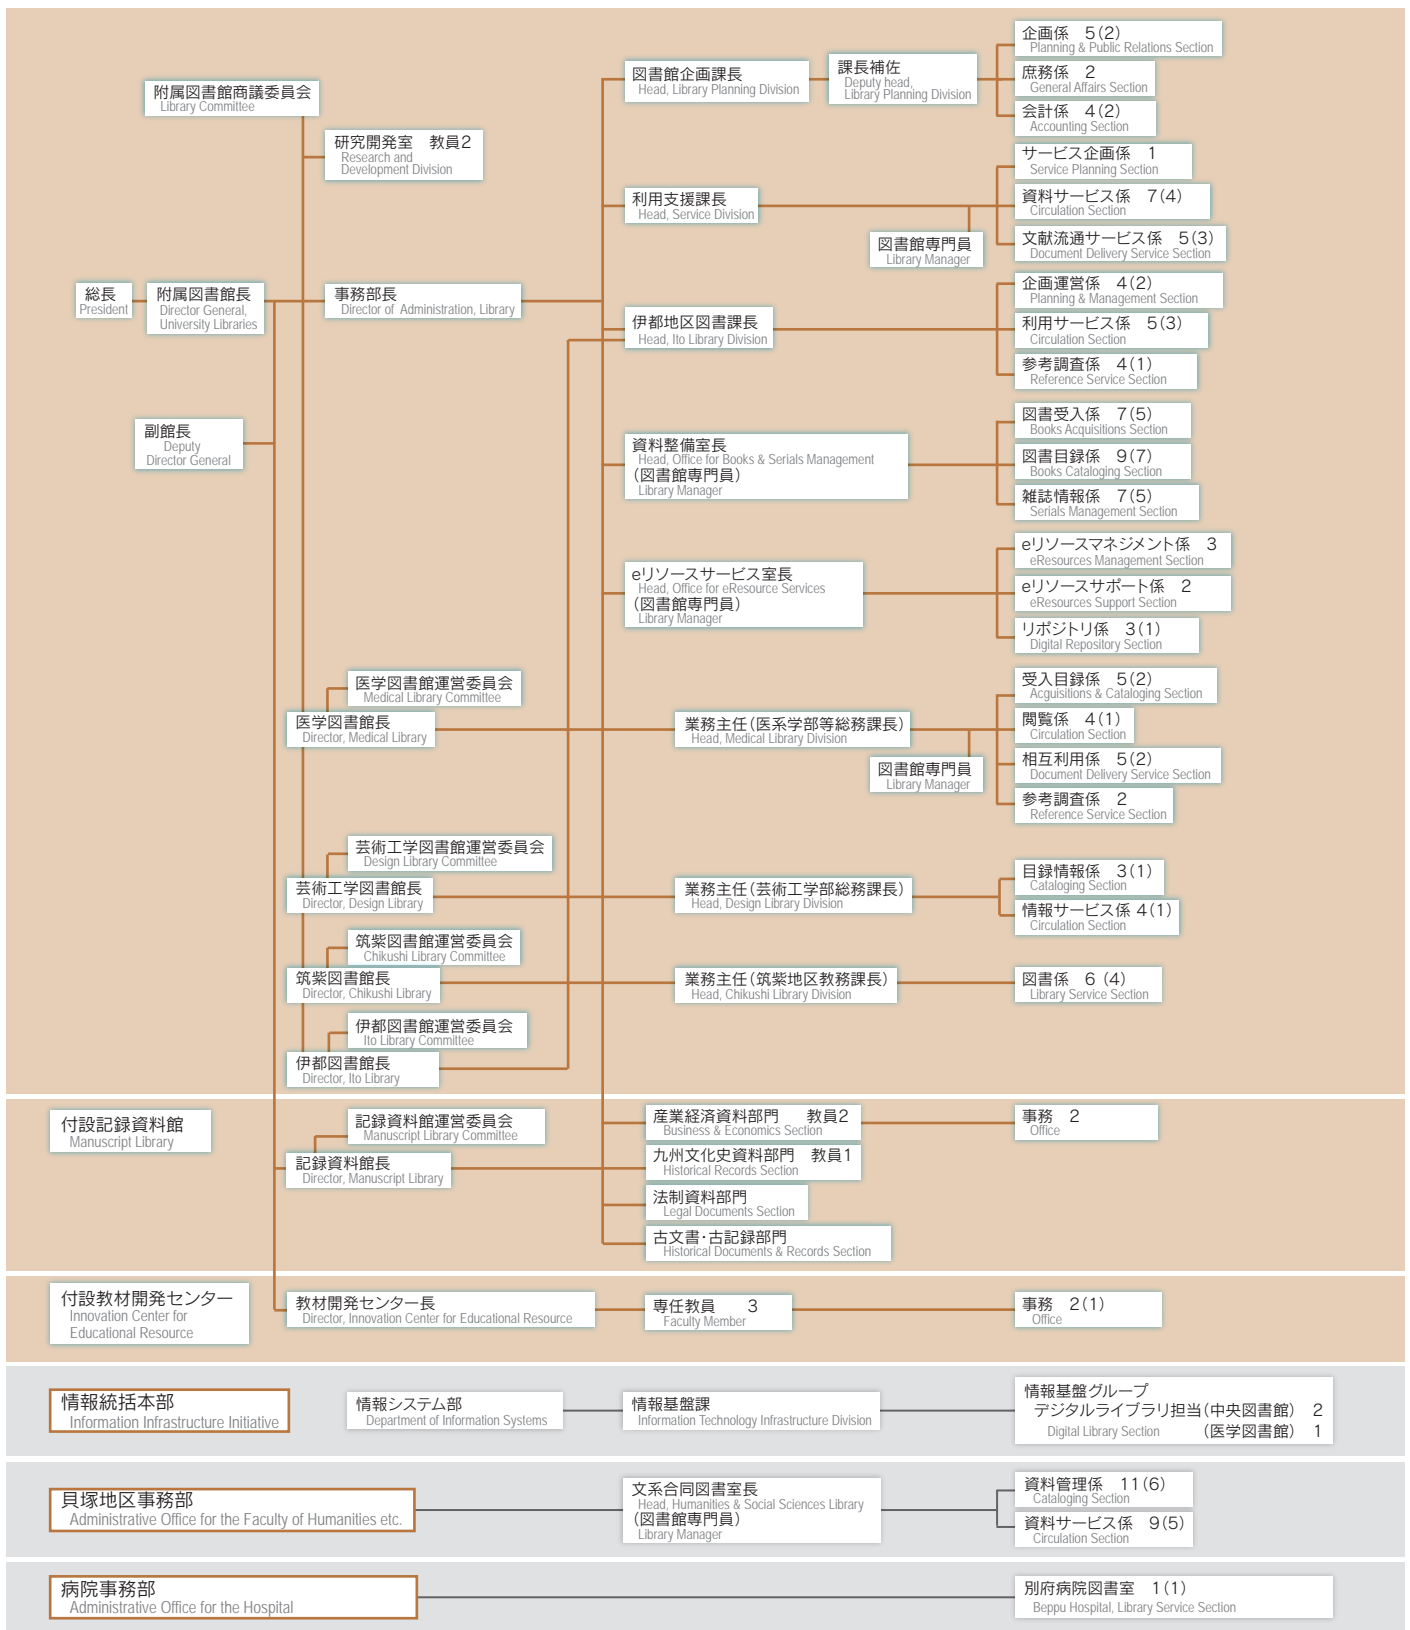 附属図書館商議委員会
Library Committee
研究開発室　教員2
Research and
Development Division
総長
President
附属図書館長
Director General,
University Libraries
事務部長
Director of Administration, Library
副館長
Deputy
Director General
図書館企画課長
Head, Library Planning Division
課長補佐
Deputy head,
Library Planning Division
企画係　5(2)
Planning & Public Relations Section
庶務係　2
General Affairs Section
会計係　4(2)
Accounting Section
利用支援課長
Head, Service Division
図書館専門員
Library Manager
サービス企画係　1
Service Planning Section
資料サービス係　7(4)
Circulation Section
文献流通サービス係　5(3)
Document Delivery Service Section
伊都地区図書課長
Head, Ito Library Division
企画運営係　4(2)
Planning & Management Section
利用サービス係　5(3)
Circulation Section
参考調査係　4(1)
Reference Service Section
資料整備室長
Head, Office for Books & Serials Management
(図書館専門員)
Library Manager
図書受入係　7(5)
Books Acquisitions Section
図書目録係　9(7)
Books Cataloging Section
雑誌情報係　7(5)
Serials Management Section
eリソースサービス室長
Head, Office for eResource Services
(図書館専門員)
Library Manager
eリソースマネジメント係　3
eResources Management Section
eリソースサポート係　2
eResources Support Section
リポジトリ係　3(1)
Digital Repository Section
医学図書館運営委員会
Medical Library Committee
医学図書館長
Director, Medical Library
業務主任(医系学部等総務課長)
Head, Medical Library Division
図書館専門員
Library Manager
受入目録係　5(2)
Acguisitions & Cataloging Section
閲覧係　4(1)
Circulation Section
相互利用係　5(2)
Document Delivery Service Section
参考調査係　2
Reference Service Section
芸術工学図書館運営委員会
Design Library Committee
芸術工学図書館長
Director, Design Library
業務主任(芸術工学部総務課長)
Head, Design Library Division
目録情報係　3(1)
Cataloging Section
情報サービス係 4(1)
Circulation Section
筑紫図書館運営委員会
Chikushi Library Committee
筑紫図書館長
Director, Chikushi Library
業務主任(筑紫地区教務課長)
Head, Chikushi Library Division
図書係　6 (4)
Library Service Section
伊都図書館運営委員会
Ito Library Committee
伊都図書館長
Director, Ito Library
付設記録資料館
Manuscript Library
記録資料館運営委員会
Manuscript Library Committee
記録資料館長
Director, Manuscript Library
産業経済資料部門　教員2
Business & Economics Section
事務　2
Office
九州文化史資料部門　教員1
Historical Records Section
法制資料部門
Legal Documents Section
古文書・古記録部門
Historical Documents & Records Section
付設教材開発センター
Innovation Center for
Educational Resource
教材開発センター長
Director, Innovation Center for Educational Resource
専任教員　3
Faculty Member
事務　2(1)
Office
情報統括本部
Information Infrastructure Initiative
情報システム部
Department of Information Systems
情報基盤課
Information Technology Infrastructure Division
情報基盤グループ
デジタルライブラリ担当(中央図書館)　2
Digital Library Section　(医学図書館)　1
貝塚地区事務部
Administrative Office for the Faculty of Humanities etc.
文系合同図書室長
Head, Humanities & Social Sciences Library
(図書館専門員)
Library Manager
資料管理係　11(6)
Cataloging Section
資料サービス係　9(5)
Circulation Section
病院事務部
Administrative Office for the Hospital
別府病院図書室　1(1)
Beppu Hospital, Library Service Section